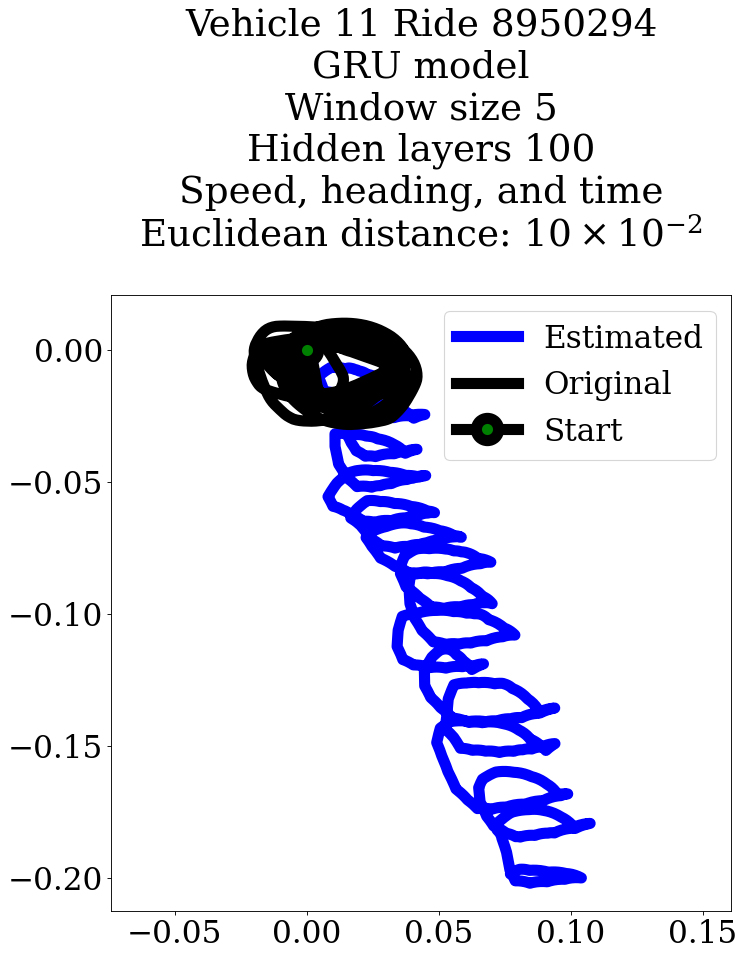 Vehicle 11 Ride 8950294
GRU model
Window size 5
Hidden layers 100
Speed, heading, and time
Euclidean distance: 10 × 10⁻²
Estimated
Original
Start
0.00
−0.05
−0.10
−0.15
−0.20
−0.05 0.00 0.05 0.10 0.15